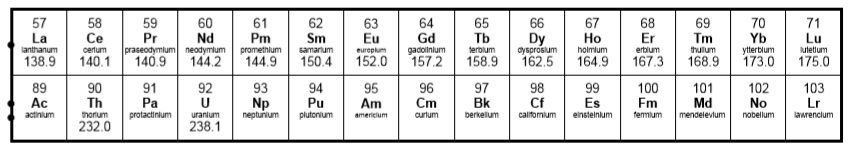 57 58 59 60 61 62 63 64 65 66 67 68 69 70 71
La Ce Pr Nd Pm Sm Eu Gd Tb Dy Ho Er Tm Yb Lu
lanthanum cerium praseodymium neodymium promethium samarium europium gadolinium terbium dysprosium holmium erbium thulium ytterbium lutetium
138.9 140.1 140.9 144.2 144.9 150.4 152.0 157.2 158.9 162.5 164.9 167.3 168.9 173.0 175.0
89 90 91 92 93 94 95 96 97 98 99 100 101 102 103
Ac Th Pa U Np Pu Am Cm Bk Cf Es Fm Md No Lr
actinium thorium protactinium uranium neptunium plutonium americium curium berkelium californium einsteinium fermium mendelevium nobelium lawrencium
232.0 238.1